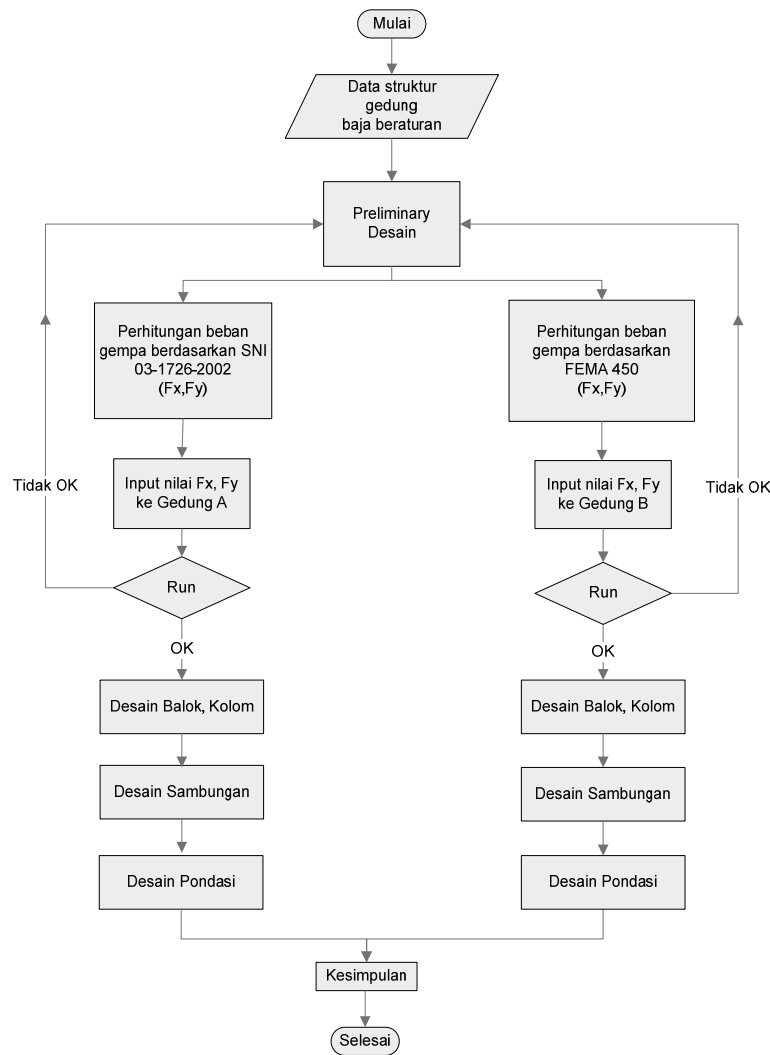 Mulai
Data struktur
gedung
baja beraturan
Preliminary
Desain
Perhitungan beban
gempa berdasarkan SNI
03-1726-2002
(Fx,Fy)
Perhitungan beban
gempa berdasarkan
FEMA 450
(Fx,Fy)
Tidak OK
Input nilai Fx, Fy
ke Gedung A
Input nilai Fx, Fy
ke Gedung B
Tidak OK
Run
Run
OK
OK
Desain Balok, Kolom
Desain Balok, Kolom
Desain Sambungan
Desain Sambungan
Desain Pondasi
Desain Pondasi
Kesimpulan
Selesai